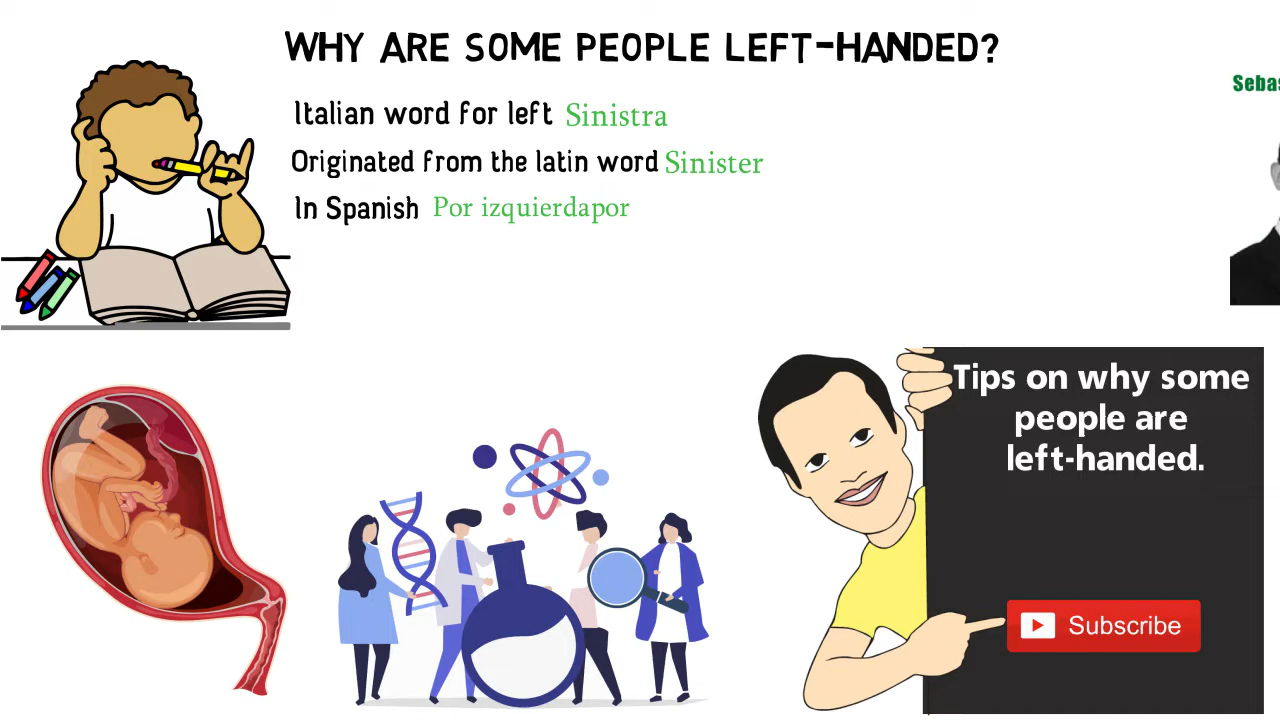 WHY ARE SOME PEOPLE LEFT-HANDED?
Italian word for left Sinistra
Originated from the latin word Sinister
In Spanish Por izquierdapor
Tips on why some
people are
left-handed.
Subscribe